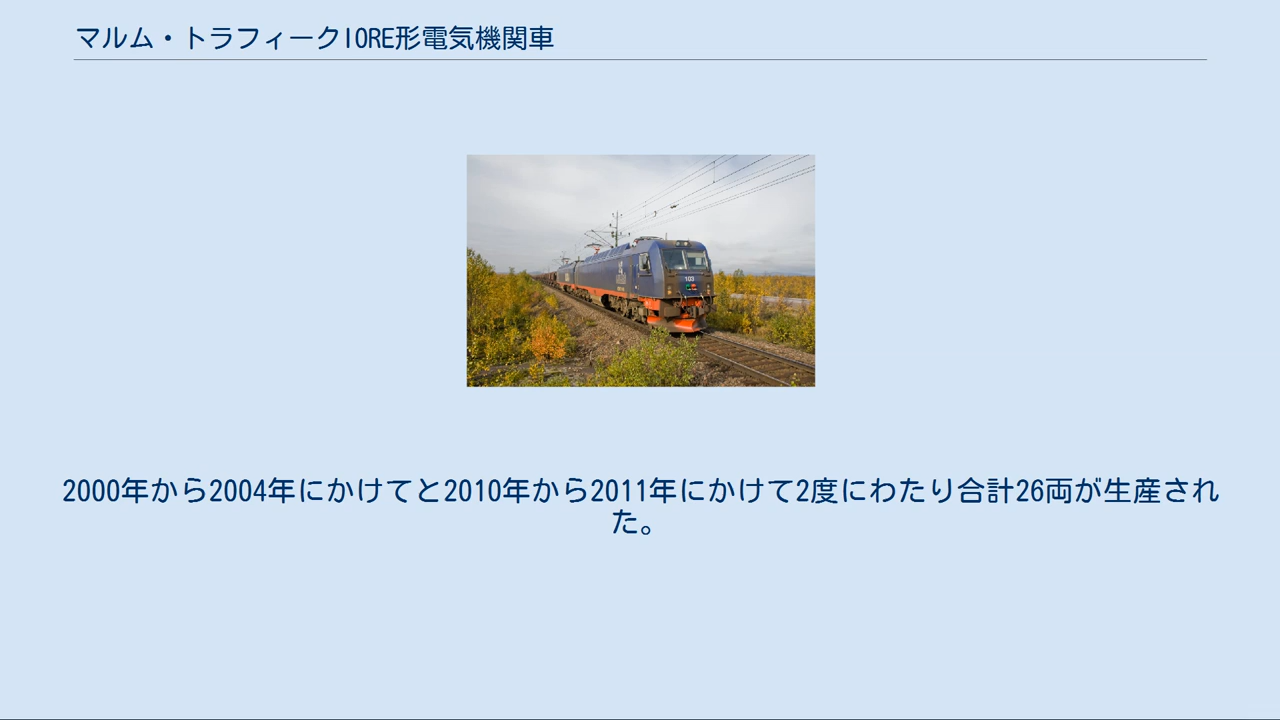 マルム・トラフィークIORE形電気機関車
103
2000年から2004年にかけてと2010年から2011年にかけて2度にわたり合計26両が生産され
た。